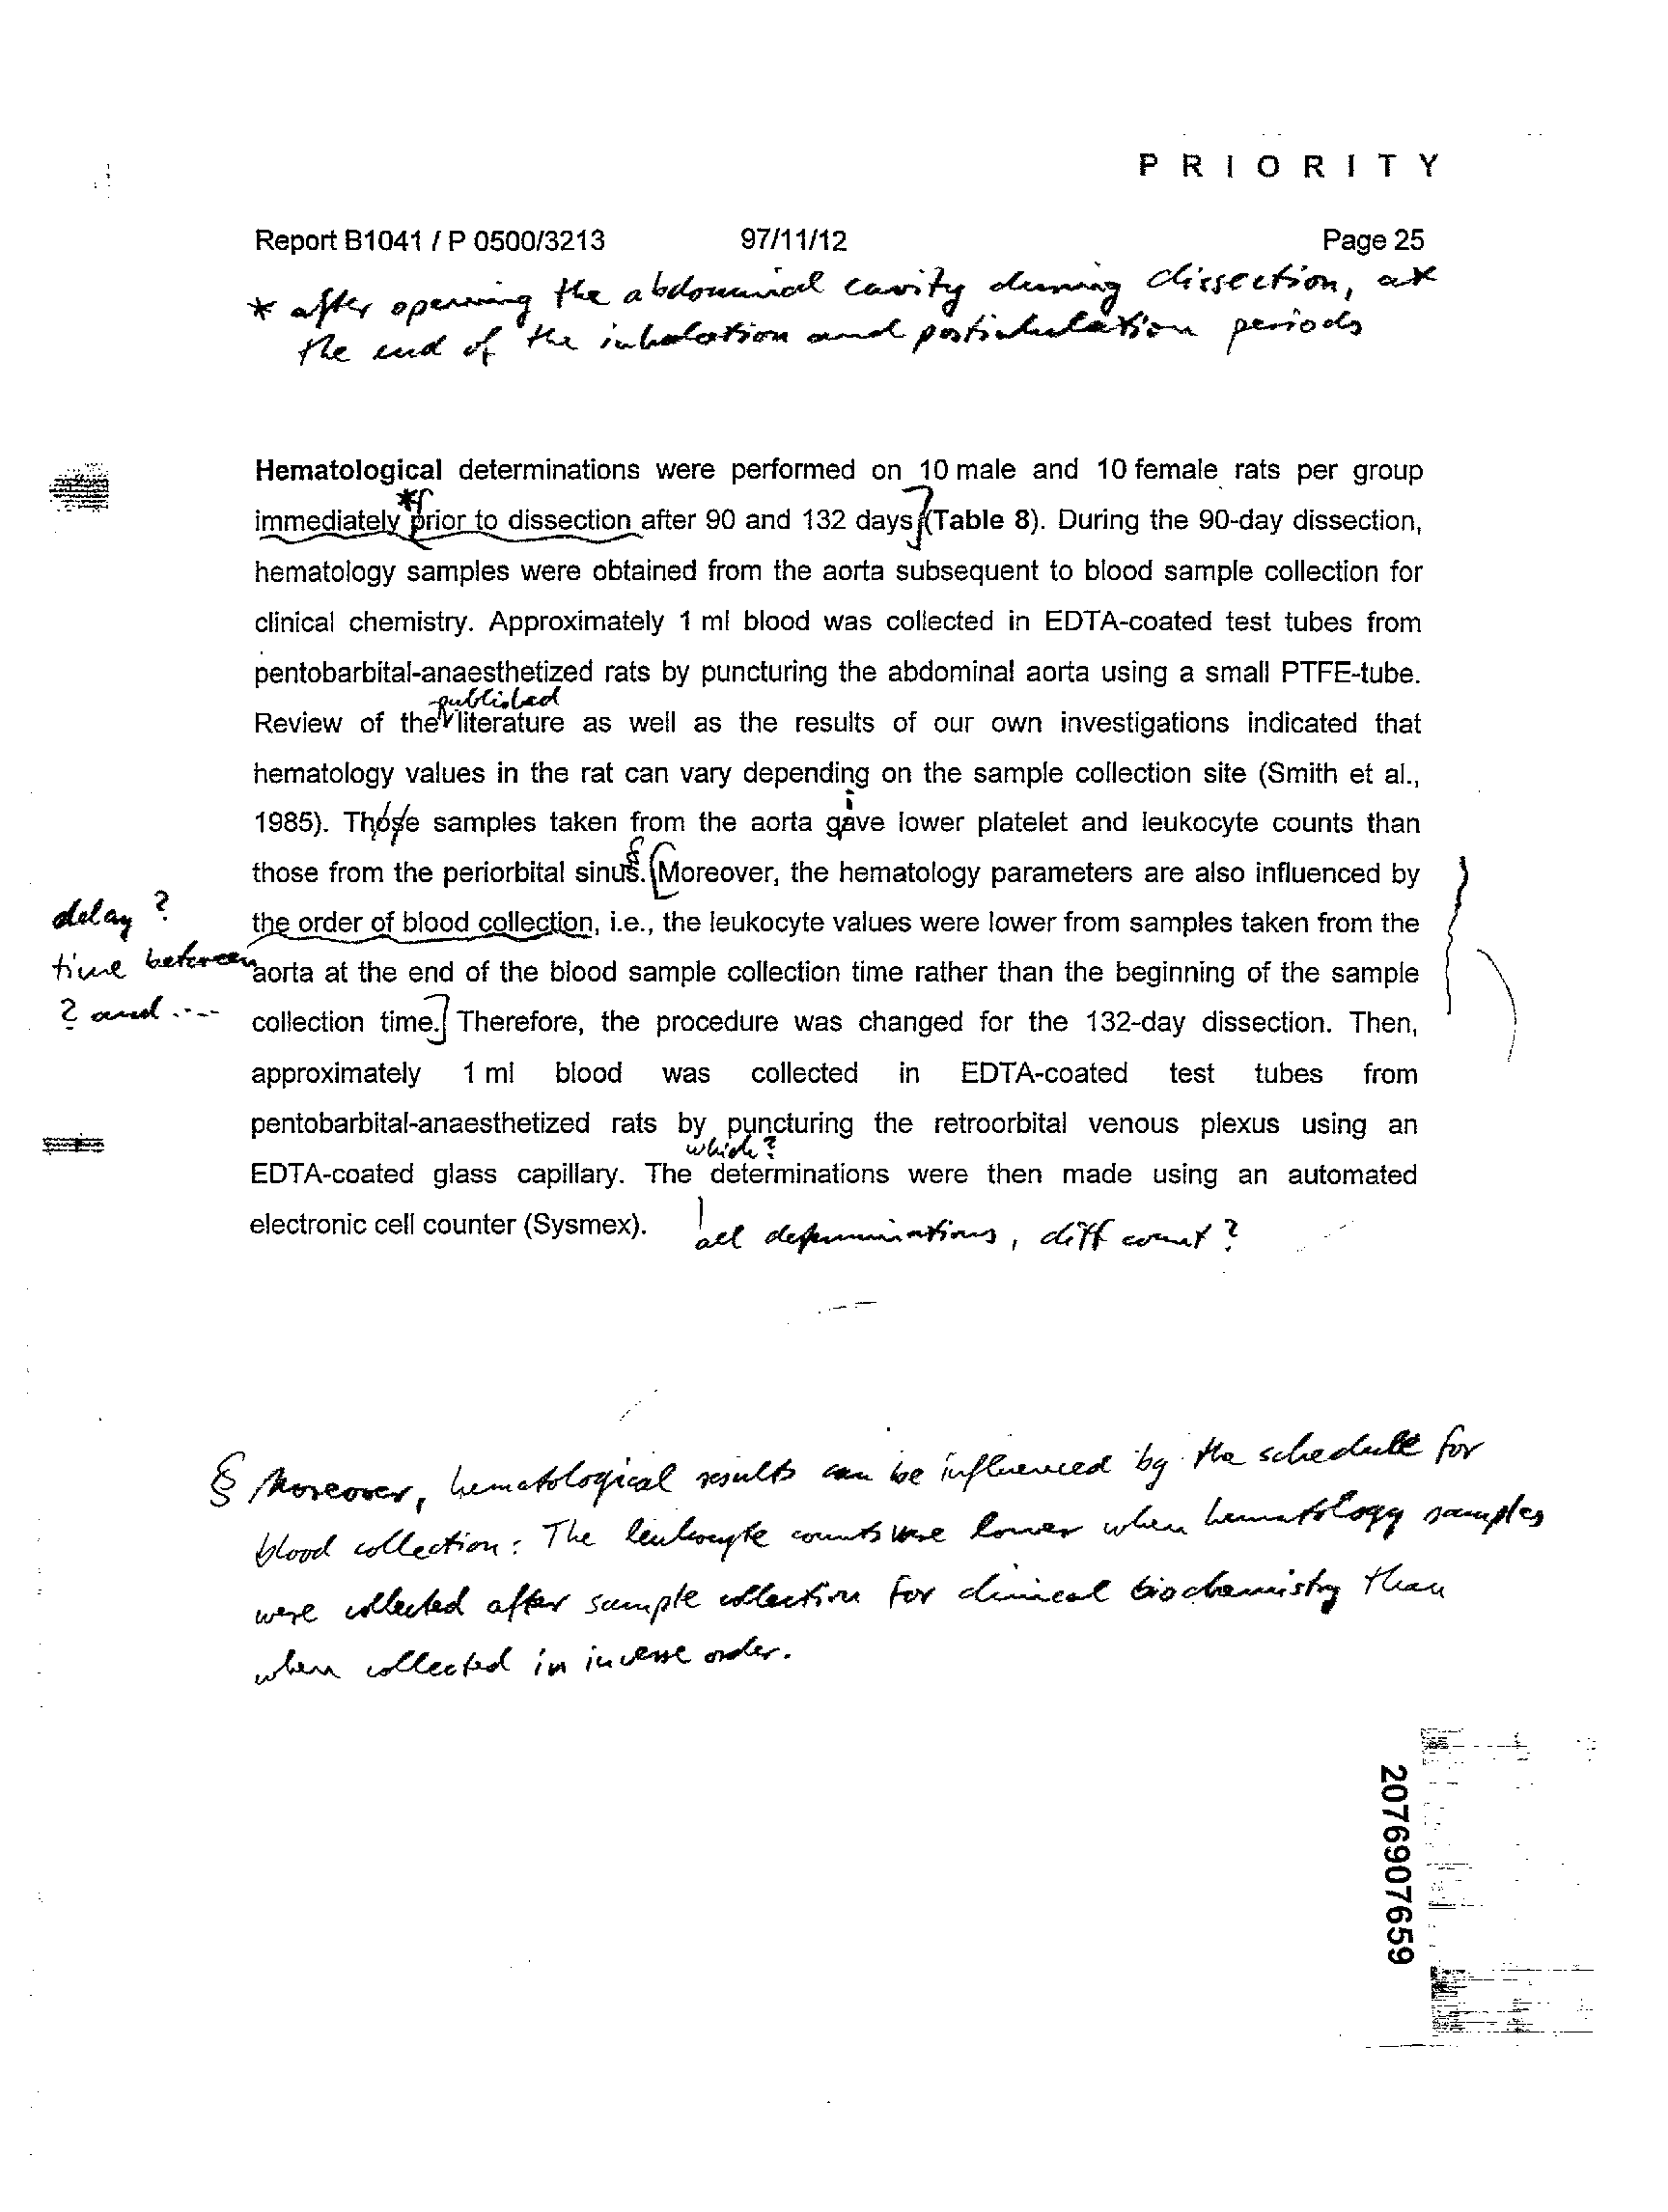 P R I O R I T Y
Report B1041 / P 0500/3213 97/11/12 Page 25
* after opening the abdominal cavity during dissection, at
the end of the inhalation and postinhalation periods
Hematological determinations were performed on 10 male and 10 female rats per group
*
immediately prior to dissection after 90 and 132 days (Table 8). During the 90-day dissection,
hematology samples were obtained from the aorta subsequent to blood sample collection for
clinical chemistry. Approximately 1 ml blood was collected in EDTA-coated test tubes from
pentobarbital-anaesthetized rats by puncturing the abdominal aorta using a small PTFE-tube.
published
Review of the literature as well as the results of our own investigations indicated that
hematology values in the rat can vary depending on the sample collection site (Smith et al.,
i
1985). Those samples taken from the aorta gave lower platelet and leukocyte counts than
§
those from the periorbital sinus. Moreover, the hematology parameters are also influenced by
delay ?
the order of blood collection, i.e., the leukocyte values were lower from samples taken from the
time between
aorta at the end of the blood sample collection time rather than the beginning of the sample
? and ....
collection time. Therefore, the procedure was changed for the 132-day dissection. Then,
approximately 1 ml blood was collected in EDTA-coated test tubes from
pentobarbital-anaesthetized rats by puncturing the retroorbital venous plexus using an
which?
EDTA-coated glass capillary. The determinations were then made using an automated
electronic cell counter (Sysmex).
all determinations, diff count ?
§ Moreover, hematological results can be influenced by the schedule for
blood collection: The leukocyte counts were lower when hematology samples
were collected after sample collection for clinical biochemistry than
when collected in inverse order.
2076907659